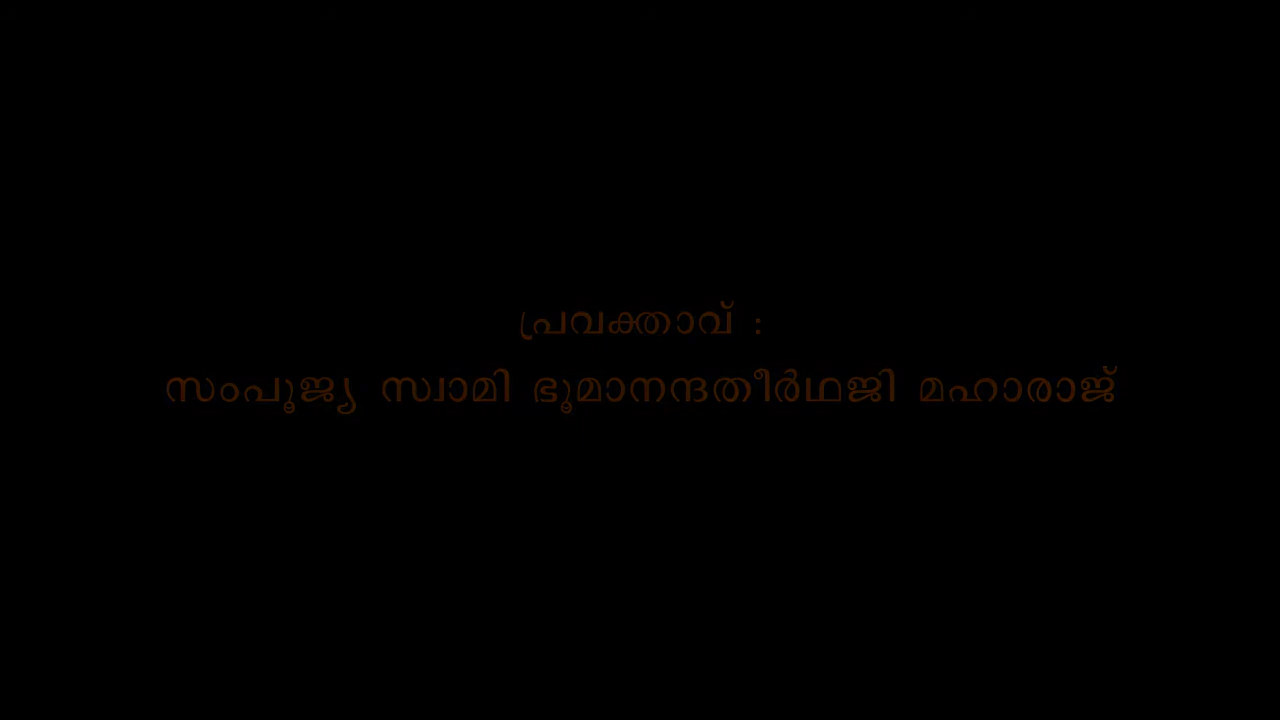 പ്രവക്താവ് :
സംപൂജ്യ സ്വാമി ഭൂമാനന്ദതീർഥജി മഹാരാജ്